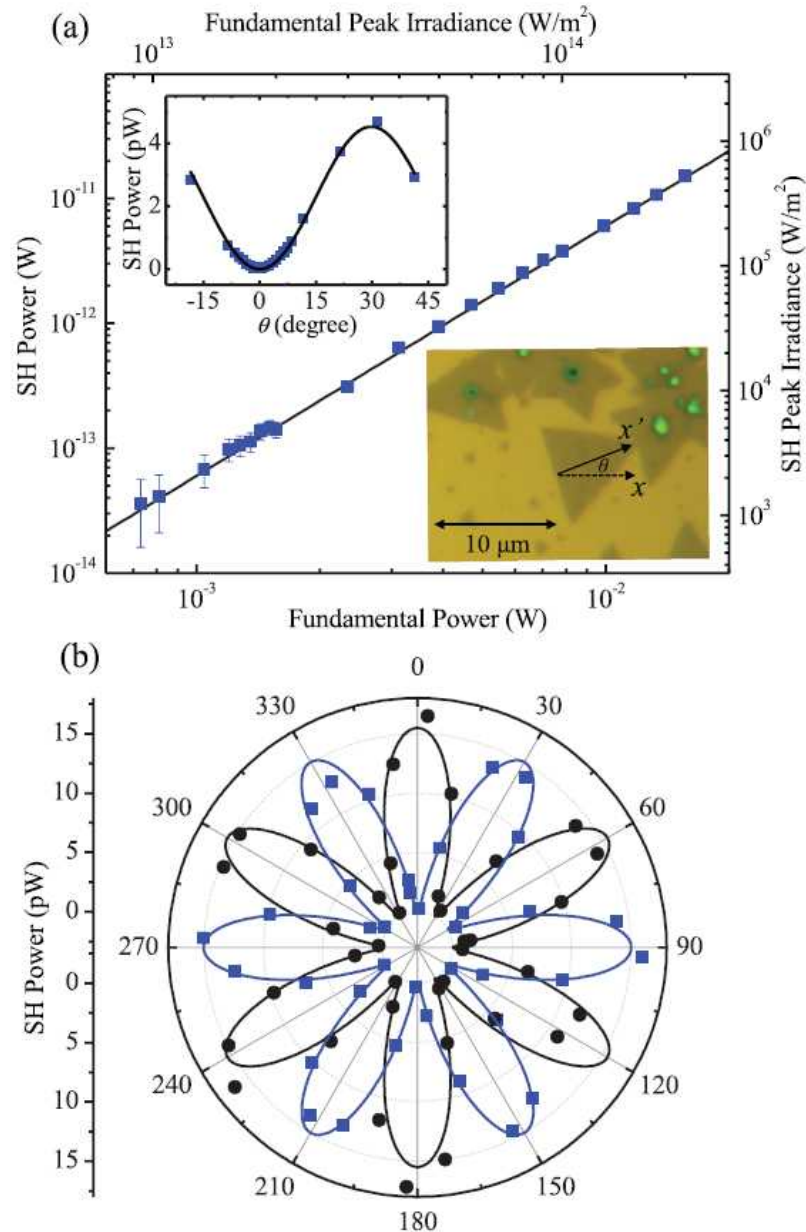 (a)
Fundamental Peak Irradiance (W/m²)
10¹³ 10¹⁴
SH Power (W)
10⁻¹¹
10⁻¹²
10⁻¹³
10⁻¹⁴
SH Power (pW)
4
2
0
-15 0 15 30 45
θ (degree)
x'
θ
x
10 μm
10⁶
10⁵
10⁴
10³
SH Peak Irradiance (W/m²)
10⁻³ 10⁻²
Fundamental Power (W)
(b)
SH Power (pW)
15
10
5
0
0
5
10
15
0
30
60
90
120
150
180
210
240
270
300
330